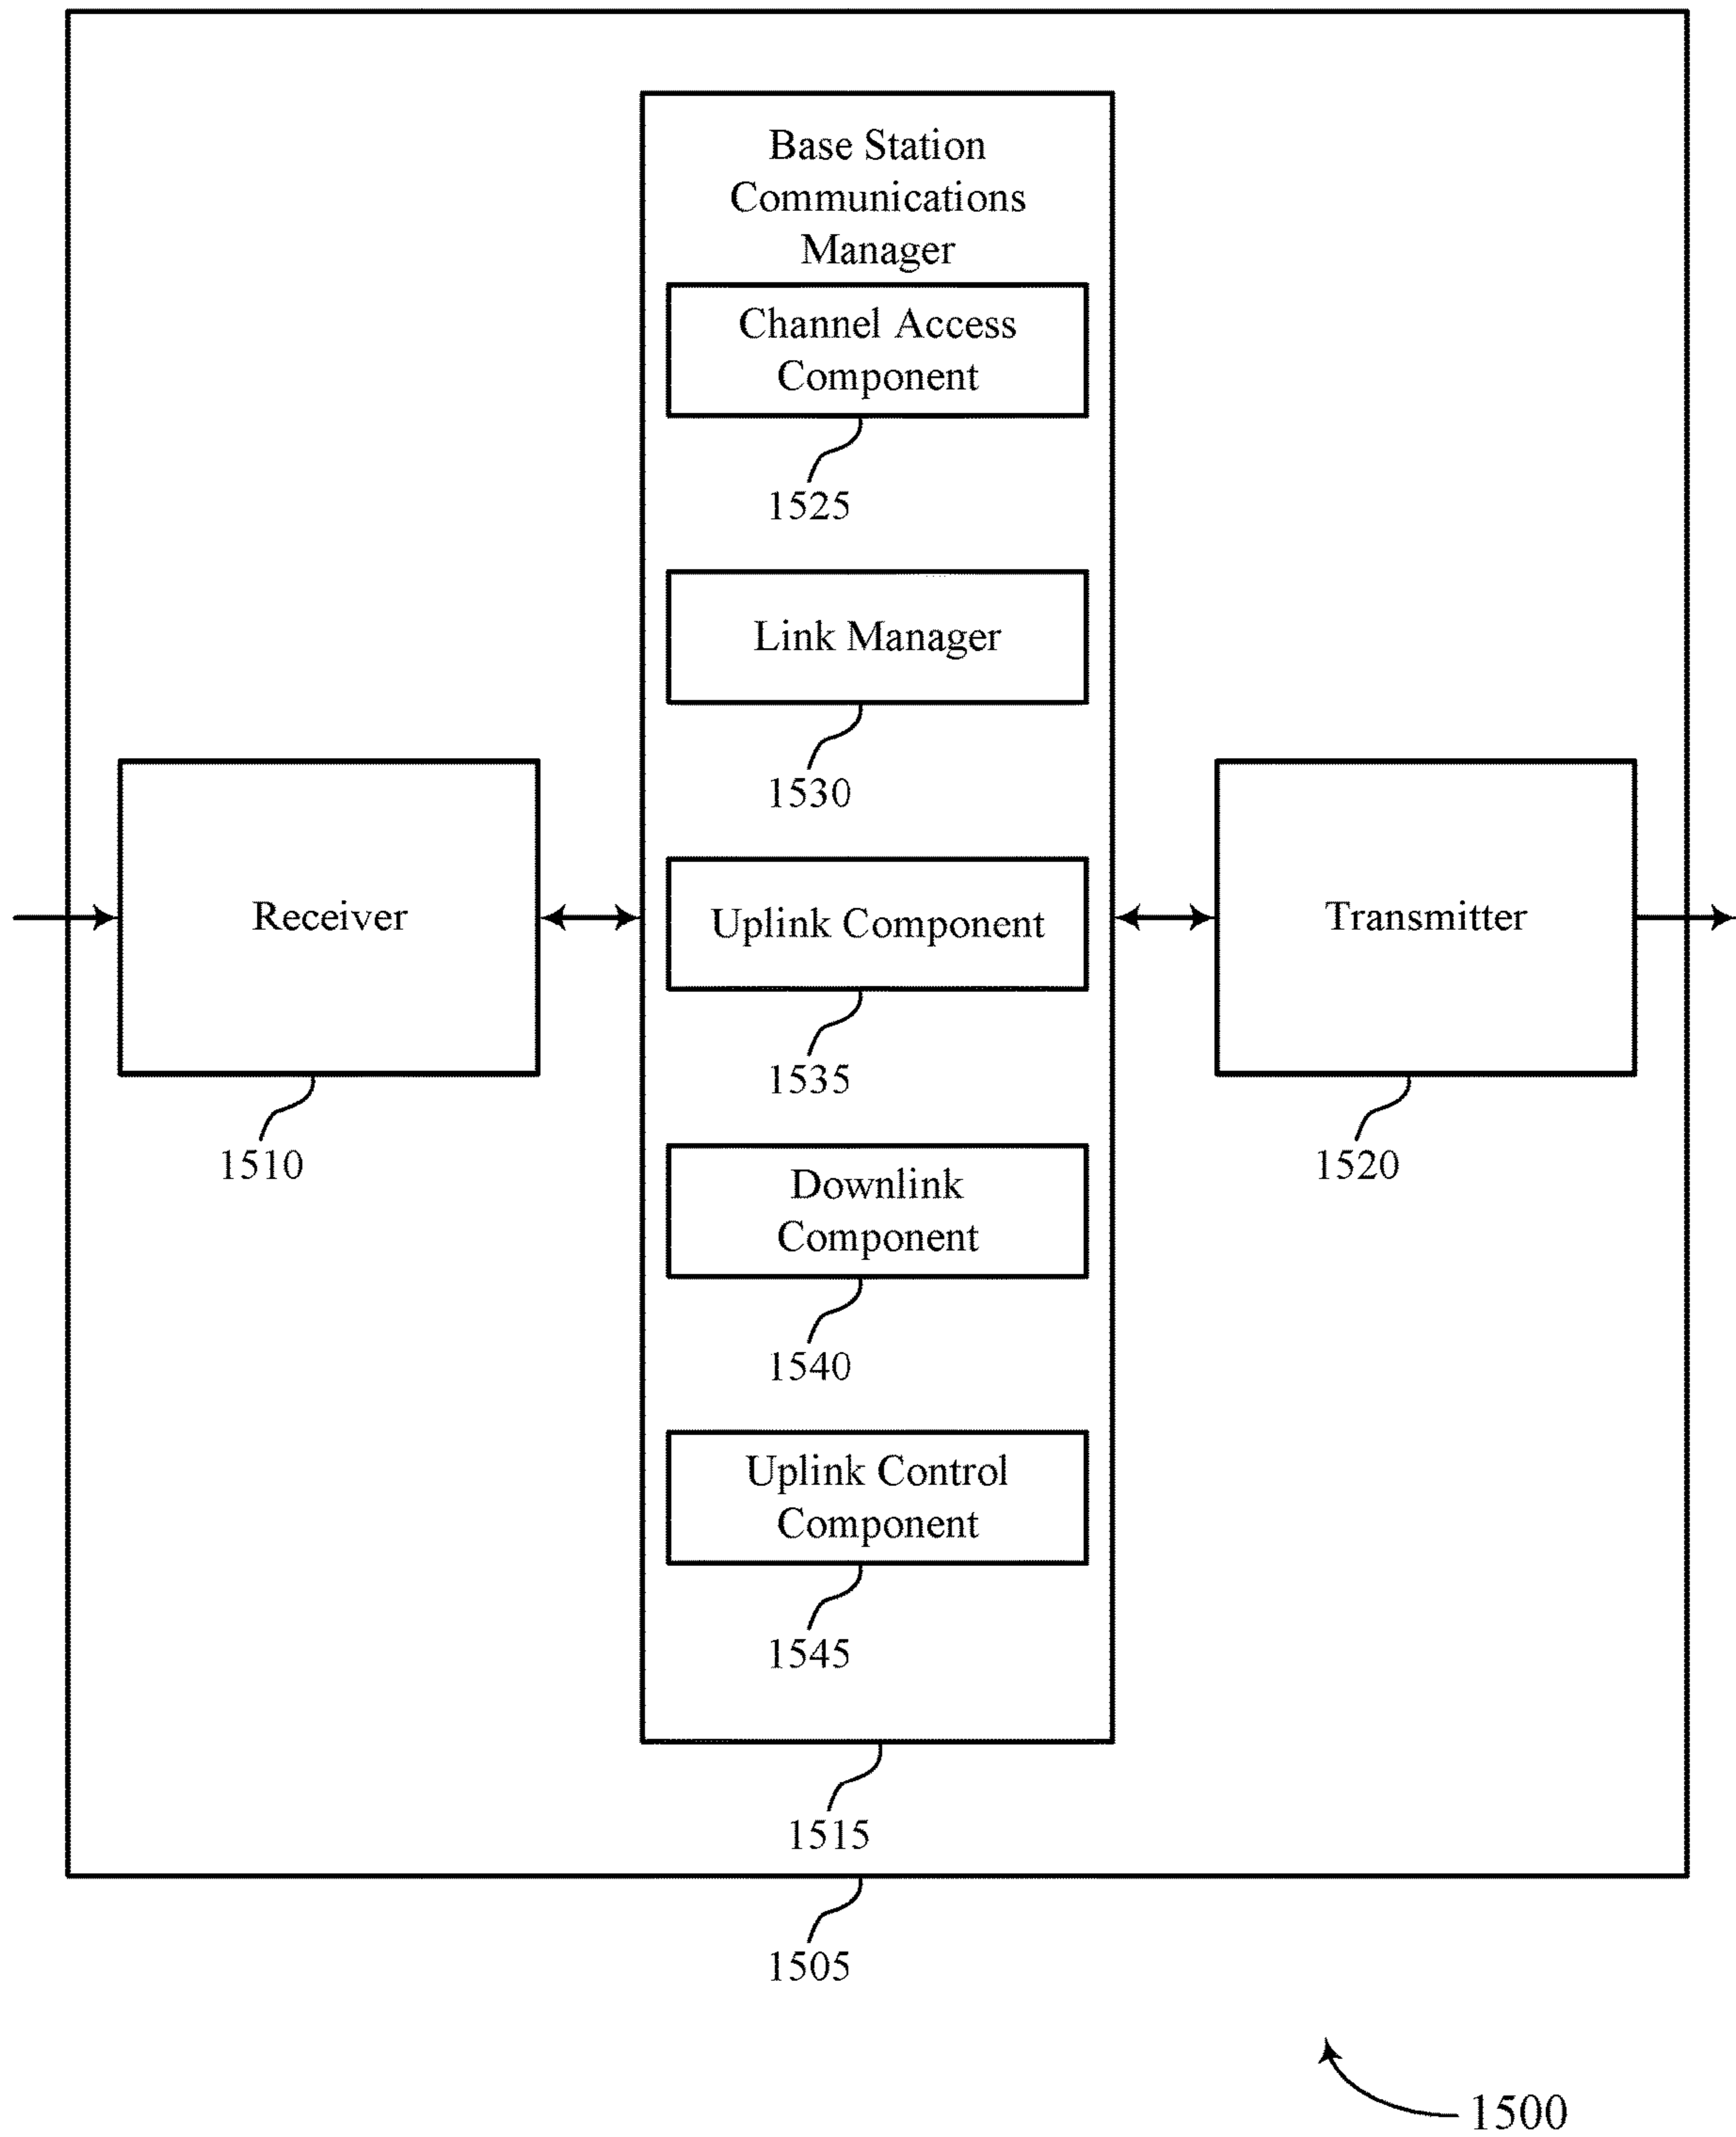 Base Station
Communications
Manager
Channel Access
Component
1525
Link Manager
1530
Receiver
1510
Uplink Component
1535
Transmitter
1520
Downlink
Component
1540
Uplink Control
Component
1545
1515
1505
1500